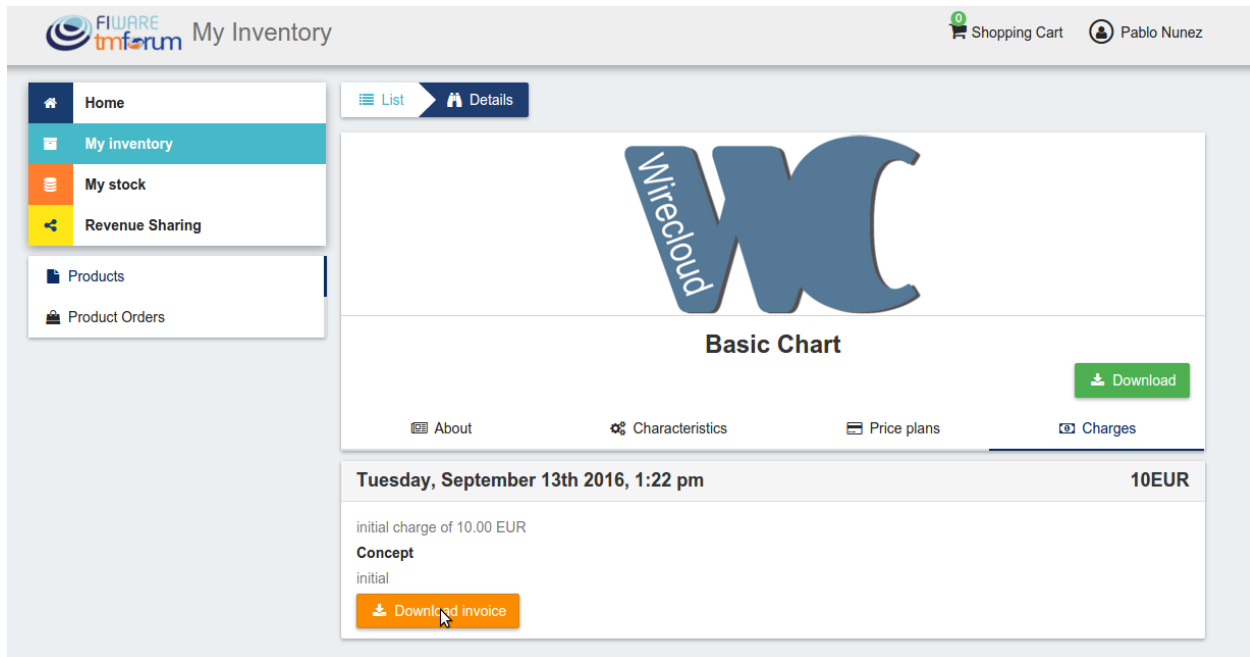 FIWARE
tmforum
My Inventory
0
Shopping Cart
Pablo Nunez
Home
My inventory
My stock
Revenue Sharing
Products
Product Orders
List
Details
Wirecloud
WC
Basic Chart
Download
About
Characteristics
Price plans
Charges
Tuesday, September 13th 2016, 1:22 pm
10EUR
initial charge of 10.00 EUR
Concept
initial
Download invoice